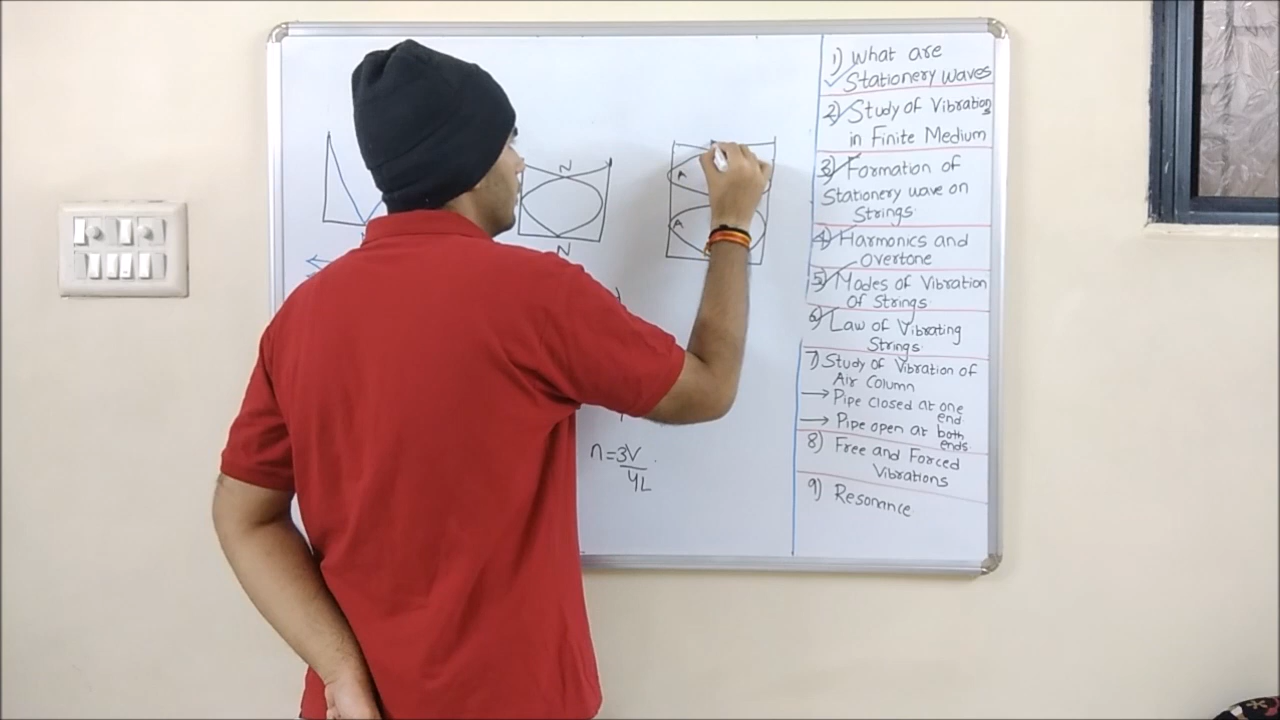 N
N
A
A
n=3V
4L
1) What are
Stationery waves
2) Study of Vibrations
in Finite Medium
3) Formation of
Stationery wave on
Strings
4) Harmonics and
Overtone
5) Modes of Vibration
of Strings
6) Law of Vibrating
Strings
7) Study of Vibration of
Air Column
→ Pipe closed at one
end
→ Pipe open at both
ends
8) Free and Forced
Vibrations
9) Resonance